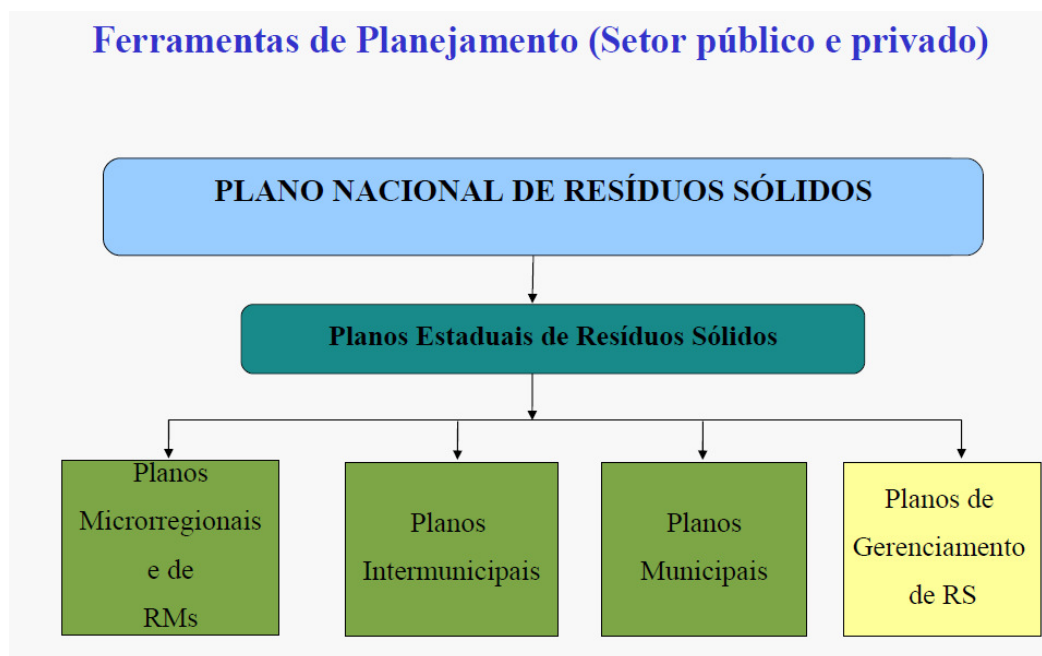 Ferramentas de Planejamento (Setor público e privado)
PLANO NACIONAL DE RESÍDUOS SÓLIDOS
Planos Estaduais de Resíduos Sólidos
Planos
Microrregionais
e de
RMs
Planos
Intermunicipais
Planos
Municipais
Planos de
Gerenciamento
de RS